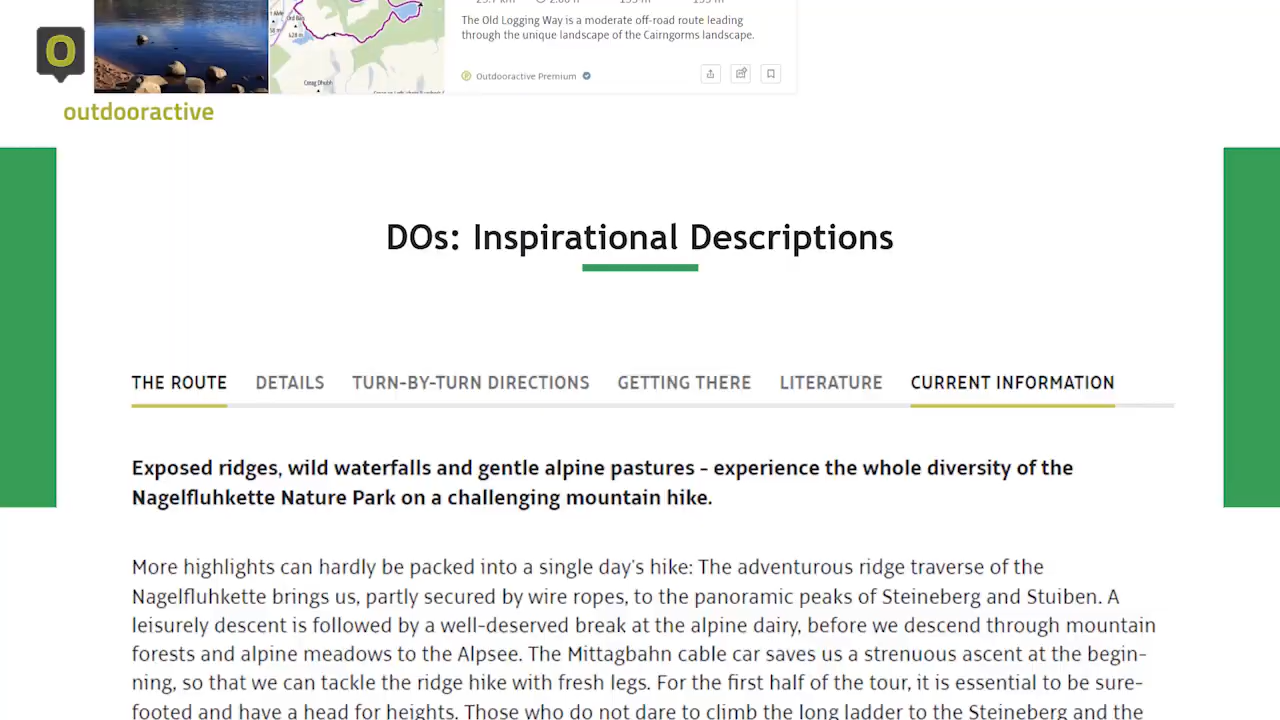 The Old Logging Way is a moderate off-road route leading
through the unique landscape of the Cairngorms landscape.
Outdooractive Premium
outdooractive
DOs: Inspirational Descriptions
THE ROUTE DETAILS TURN-BY-TURN DIRECTIONS GETTING THERE LITERATURE CURRENT INFORMATION
Exposed ridges, wild waterfalls and gentle alpine pastures - experience the whole diversity of the
Nagelfluhkette Nature Park on a challenging mountain hike.
More highlights can hardly be packed into a single day's hike: The adventurous ridge traverse of the
Nagelfluhkette brings us, partly secured by wire ropes, to the panoramic peaks of Steineberg and Stuiben. A
leisurely descent is followed by a well-deserved break at the alpine dairy, before we descend through mountain
forests and alpine meadows to the Alpsee. The Mittagbahn cable car saves us a strenuous ascent at the begin-
ning, so that we can tackle the ridge hike with fresh legs. For the first half of the tour, it is essential to be sure-
footed and have a head for heights. Those who do not dare to climb the long ladder to the Steineberg and the